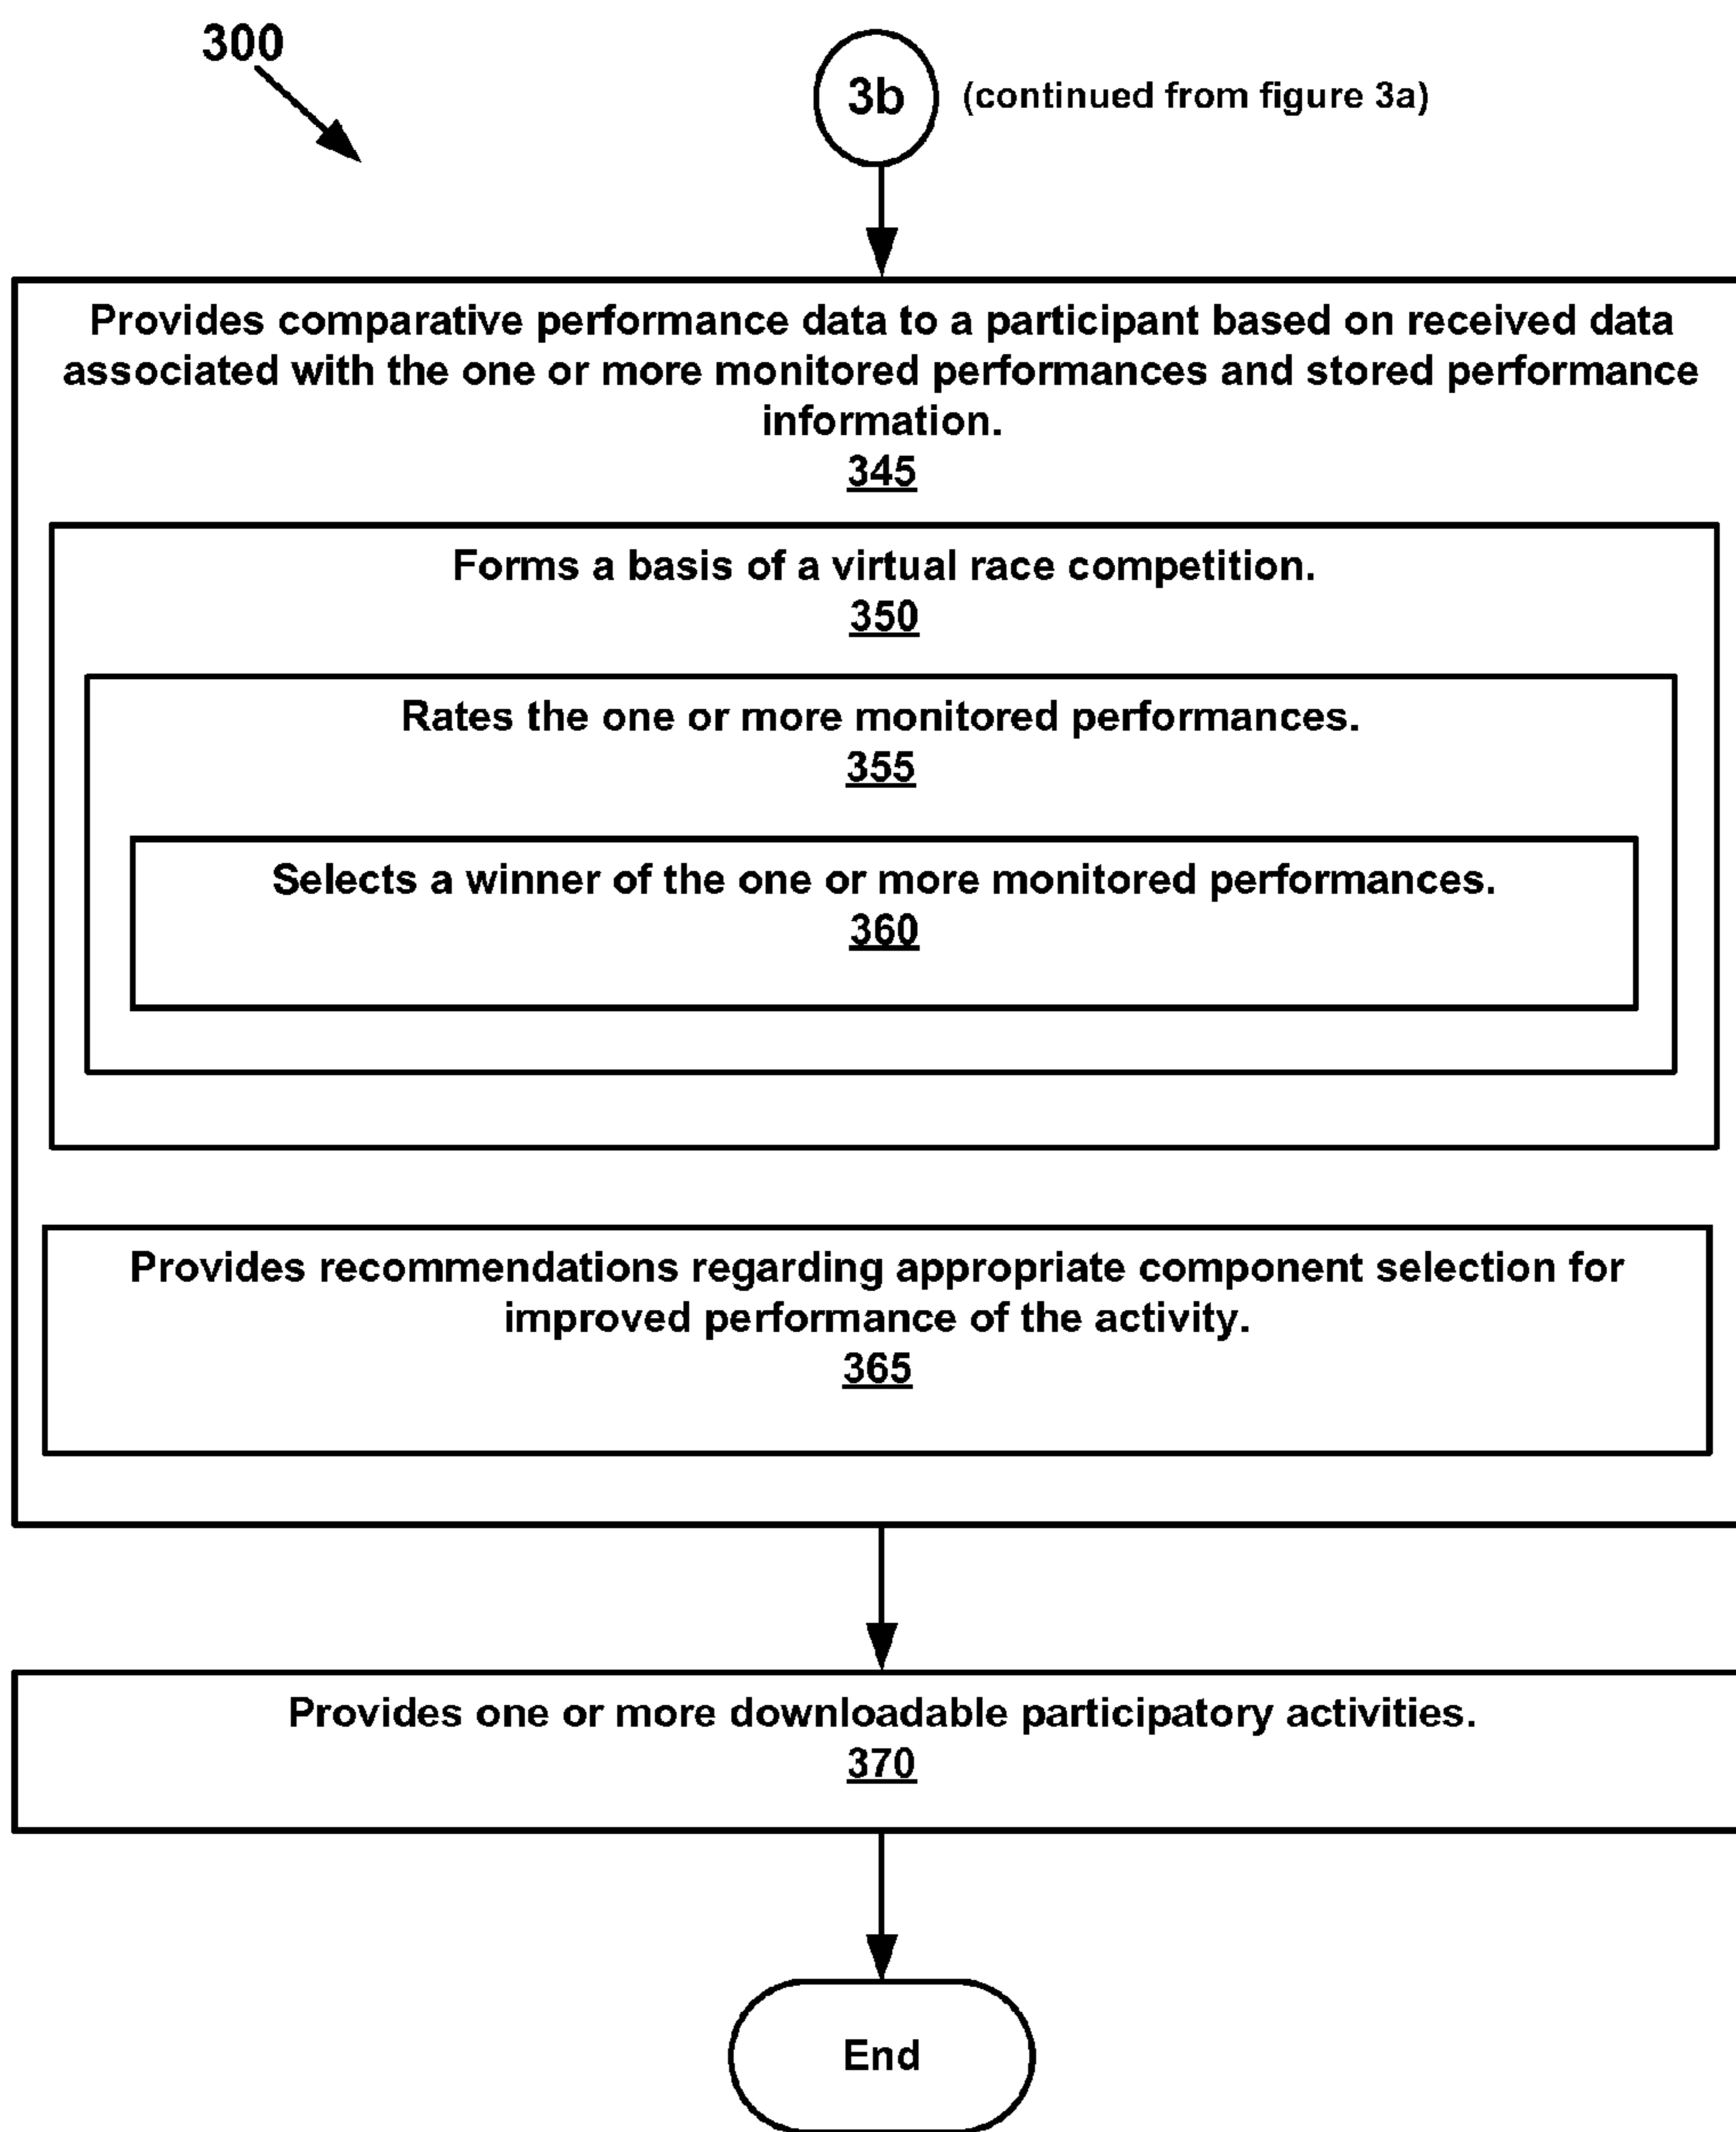 300
3b
(continued from figure 3a)
Provides comparative performance data to a participant based on received data
associated with the one or more monitored performances and stored performance
information.
345
Forms a basis of a virtual race competition.
350
Rates the one or more monitored performances.
355
Selects a winner of the one or more monitored performances.
360
Provides recommendations regarding appropriate component selection for
improved performance of the activity.
365
Provides one or more downloadable participatory activities.
370
End